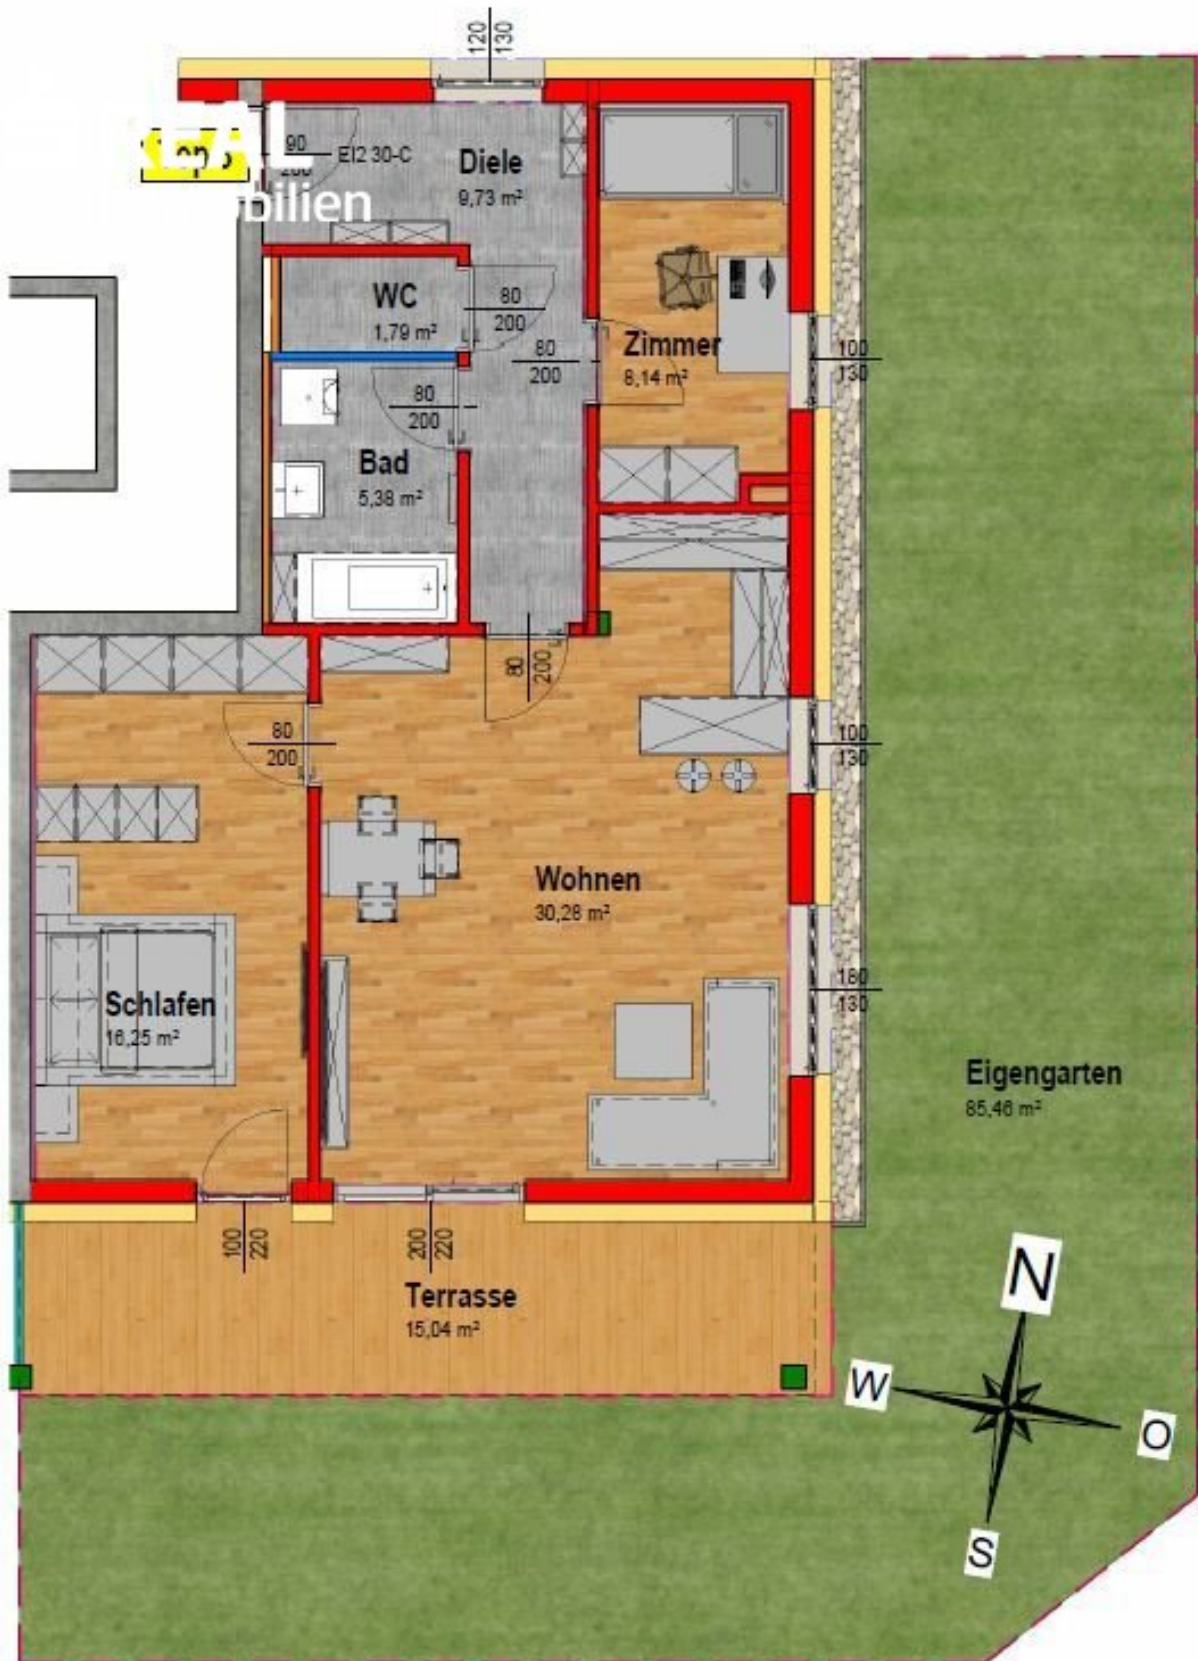 120
130
REAL
90
200
EI2 30-C
Diele
9,73 m²
WC
1,79 m²
80
200
80
200
Zimmer
8,14 m²
100
130
80
200
Bad
5,38 m²
80
200
80
200
100
130
Wohnen
30,28 m²
180
130
Schlafen
16,25 m²
Eigengarten
85,46 m²
100
220
200
220
Terrasse
15,04 m²
N
W
O
S